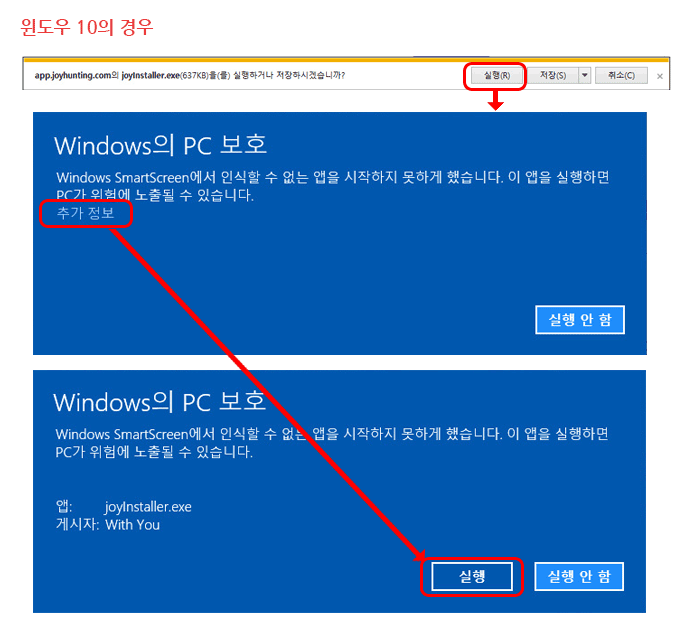 윈도우 10의 경우
app.joyhunting.com의 joyInstaller.exe(637KB)을(를) 실행하거나 저장하시겠습니까?
실행(R)
저장(S)
취소(C)
Windows의 PC 보호
Windows SmartScreen에서 인식할 수 없는 앱을 시작하지 못하게 했습니다. 이 앱을 실행하면
PC가 위험에 노출될 수 있습니다.
추가 정보
실행 안 함
Windows의 PC 보호
Windows SmartScreen에서 인식할 수 없는 앱을 시작하지 못하게 했습니다. 이 앱을 실행하면
PC가 위험에 노출될 수 있습니다.
앱: joyInstaller.exe
게시자: With You
실행
실행 안 함